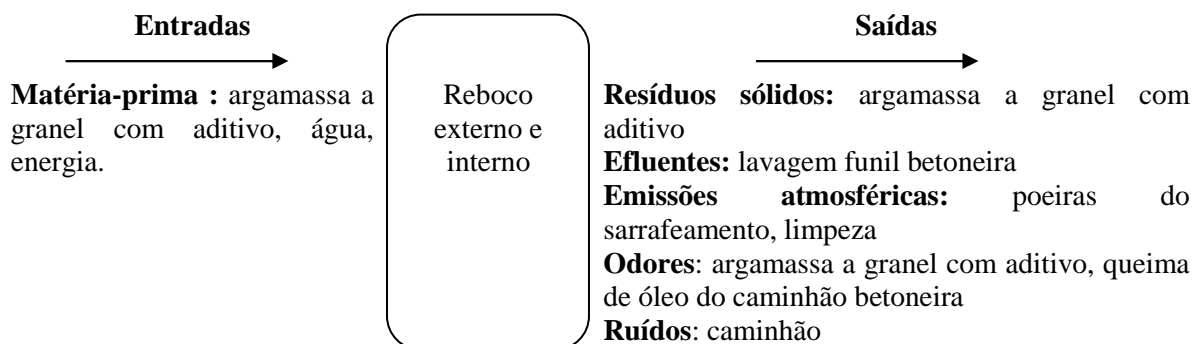 Entradas
Matéria-prima : argamassa a
granel com aditivo, água,
energia.
Reboco
externo e
interno
Saídas
Resíduos sólidos: argamassa a granel com
aditivo
Efluentes: lavagem funil betoneira
Emissões atmosféricas: poeiras do
sarrafeamento, limpeza
Odores: argamassa a granel com aditivo, queima
de óleo do caminhão betoneira
Ruídos: caminhão